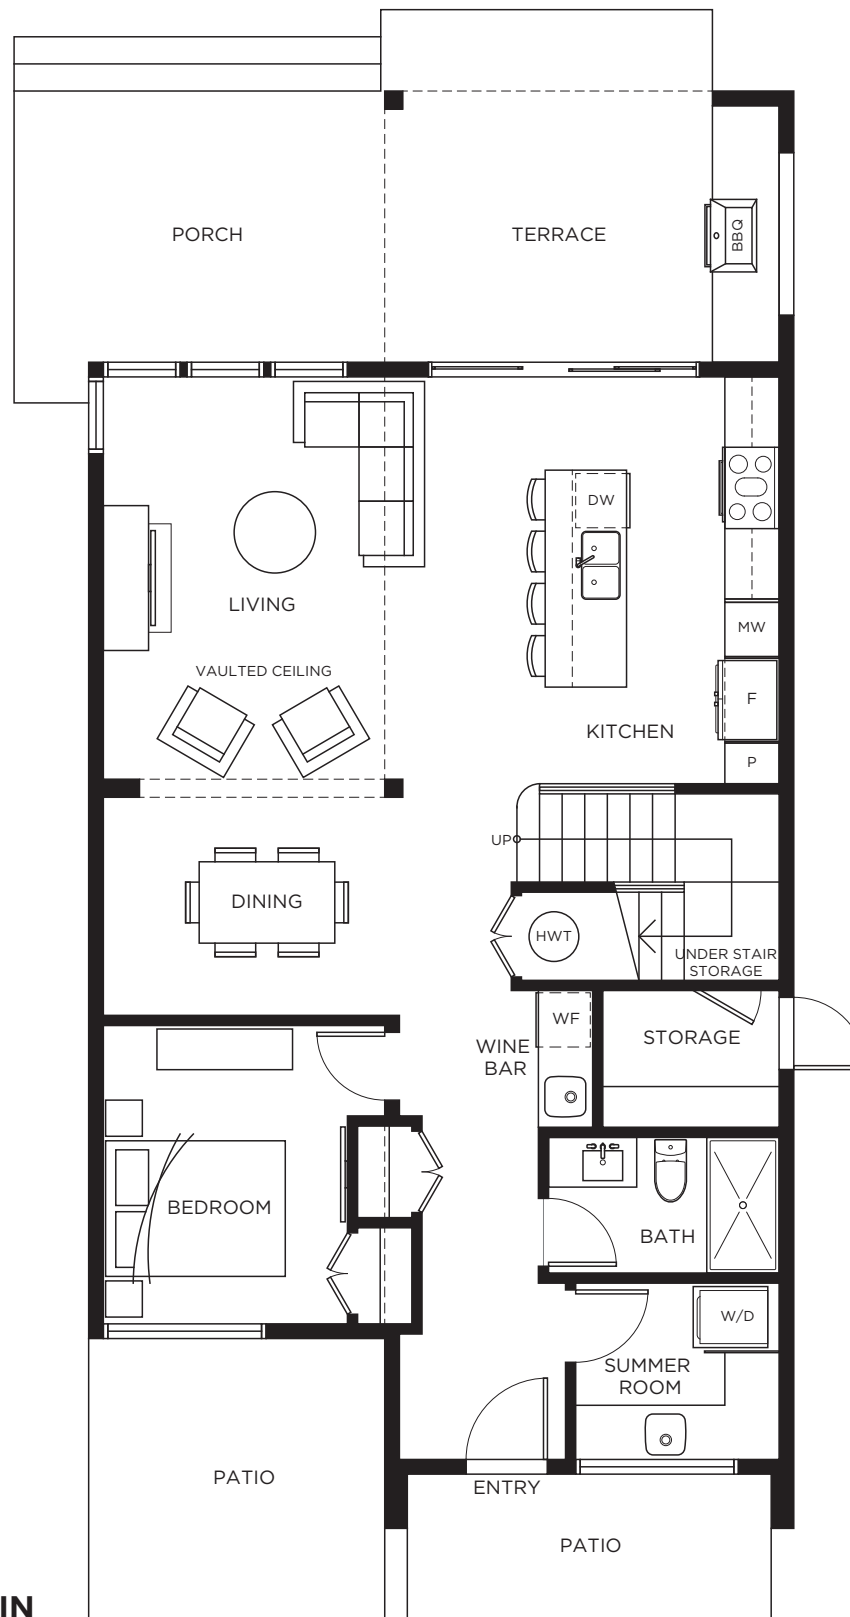 PORCH
TERRACE
BBQ
DW
LIVING
MW
VAULTED CEILING
F
KITCHEN
P
UP
DINING
HWT
UNDER STAIR
STORAGE
WF
STORAGE
WINE
BAR
BEDROOM
BATH
W/D
SUMMER
ROOM
PATIO
ENTRY
PATIO
IN